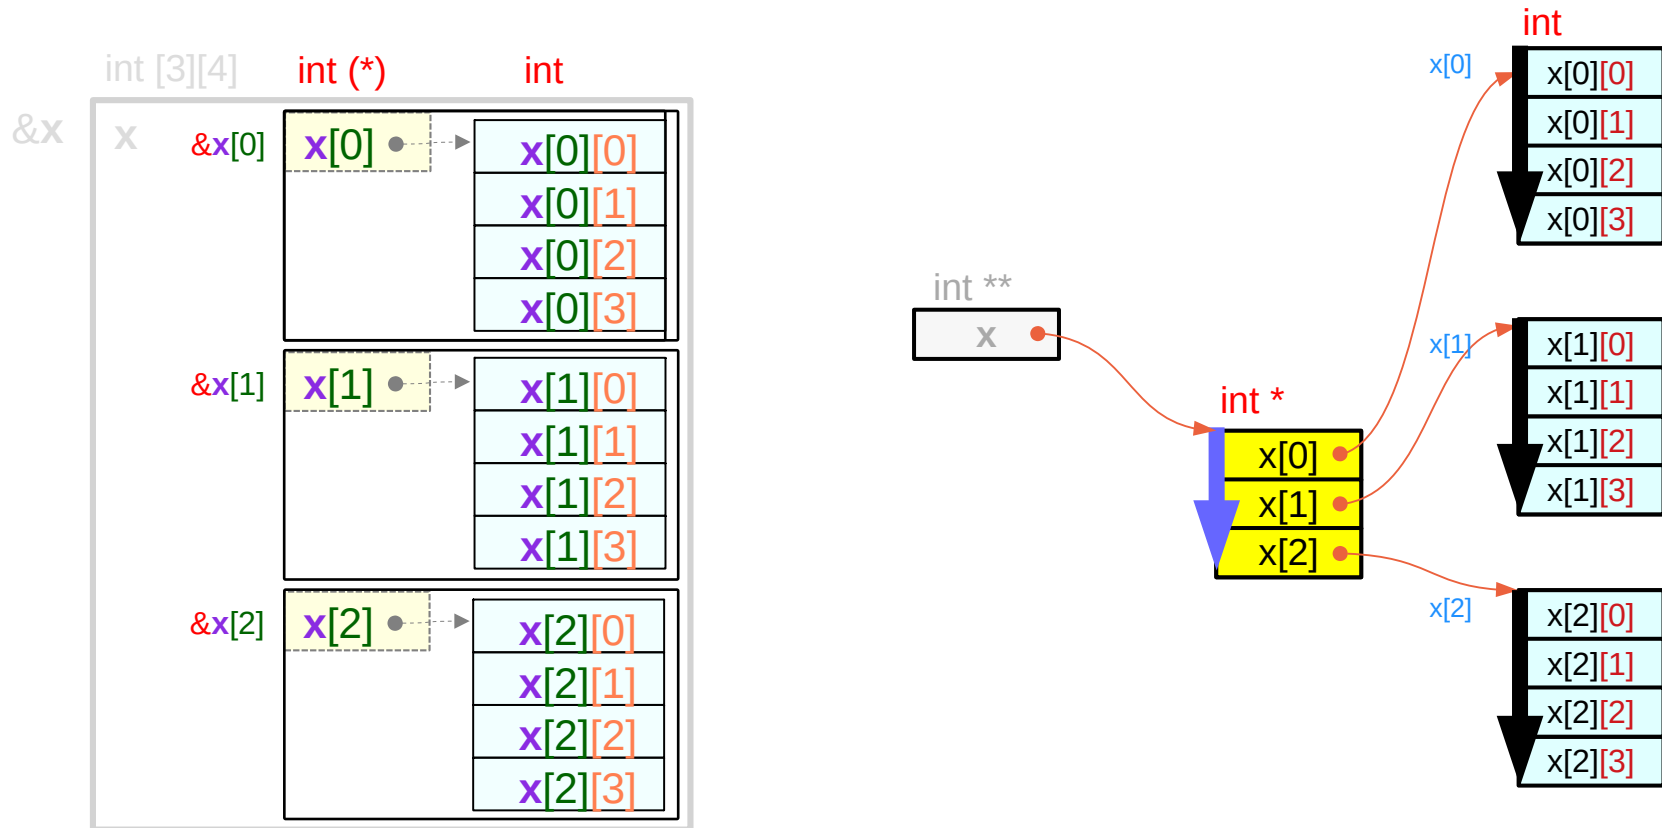 int [3][4]
int (*)
int
&x
x
&x[0]
x[0]
x[0][0]
x[0][1]
x[0][2]
x[0][3]
&x[1]
x[1]
x[1][0]
x[1][1]
x[1][2]
x[1][3]
&x[2]
x[2]
x[2][0]
x[2][1]
x[2][2]
x[2][3]
int **
x
int *
x[0]
x[1]
x[2]
int
x[0]
x[0][0]
x[0][1]
x[0][2]
x[0][3]
x[1]
x[1][0]
x[1][1]
x[1][2]
x[1][3]
x[2]
x[2][0]
x[2][1]
x[2][2]
x[2][3]